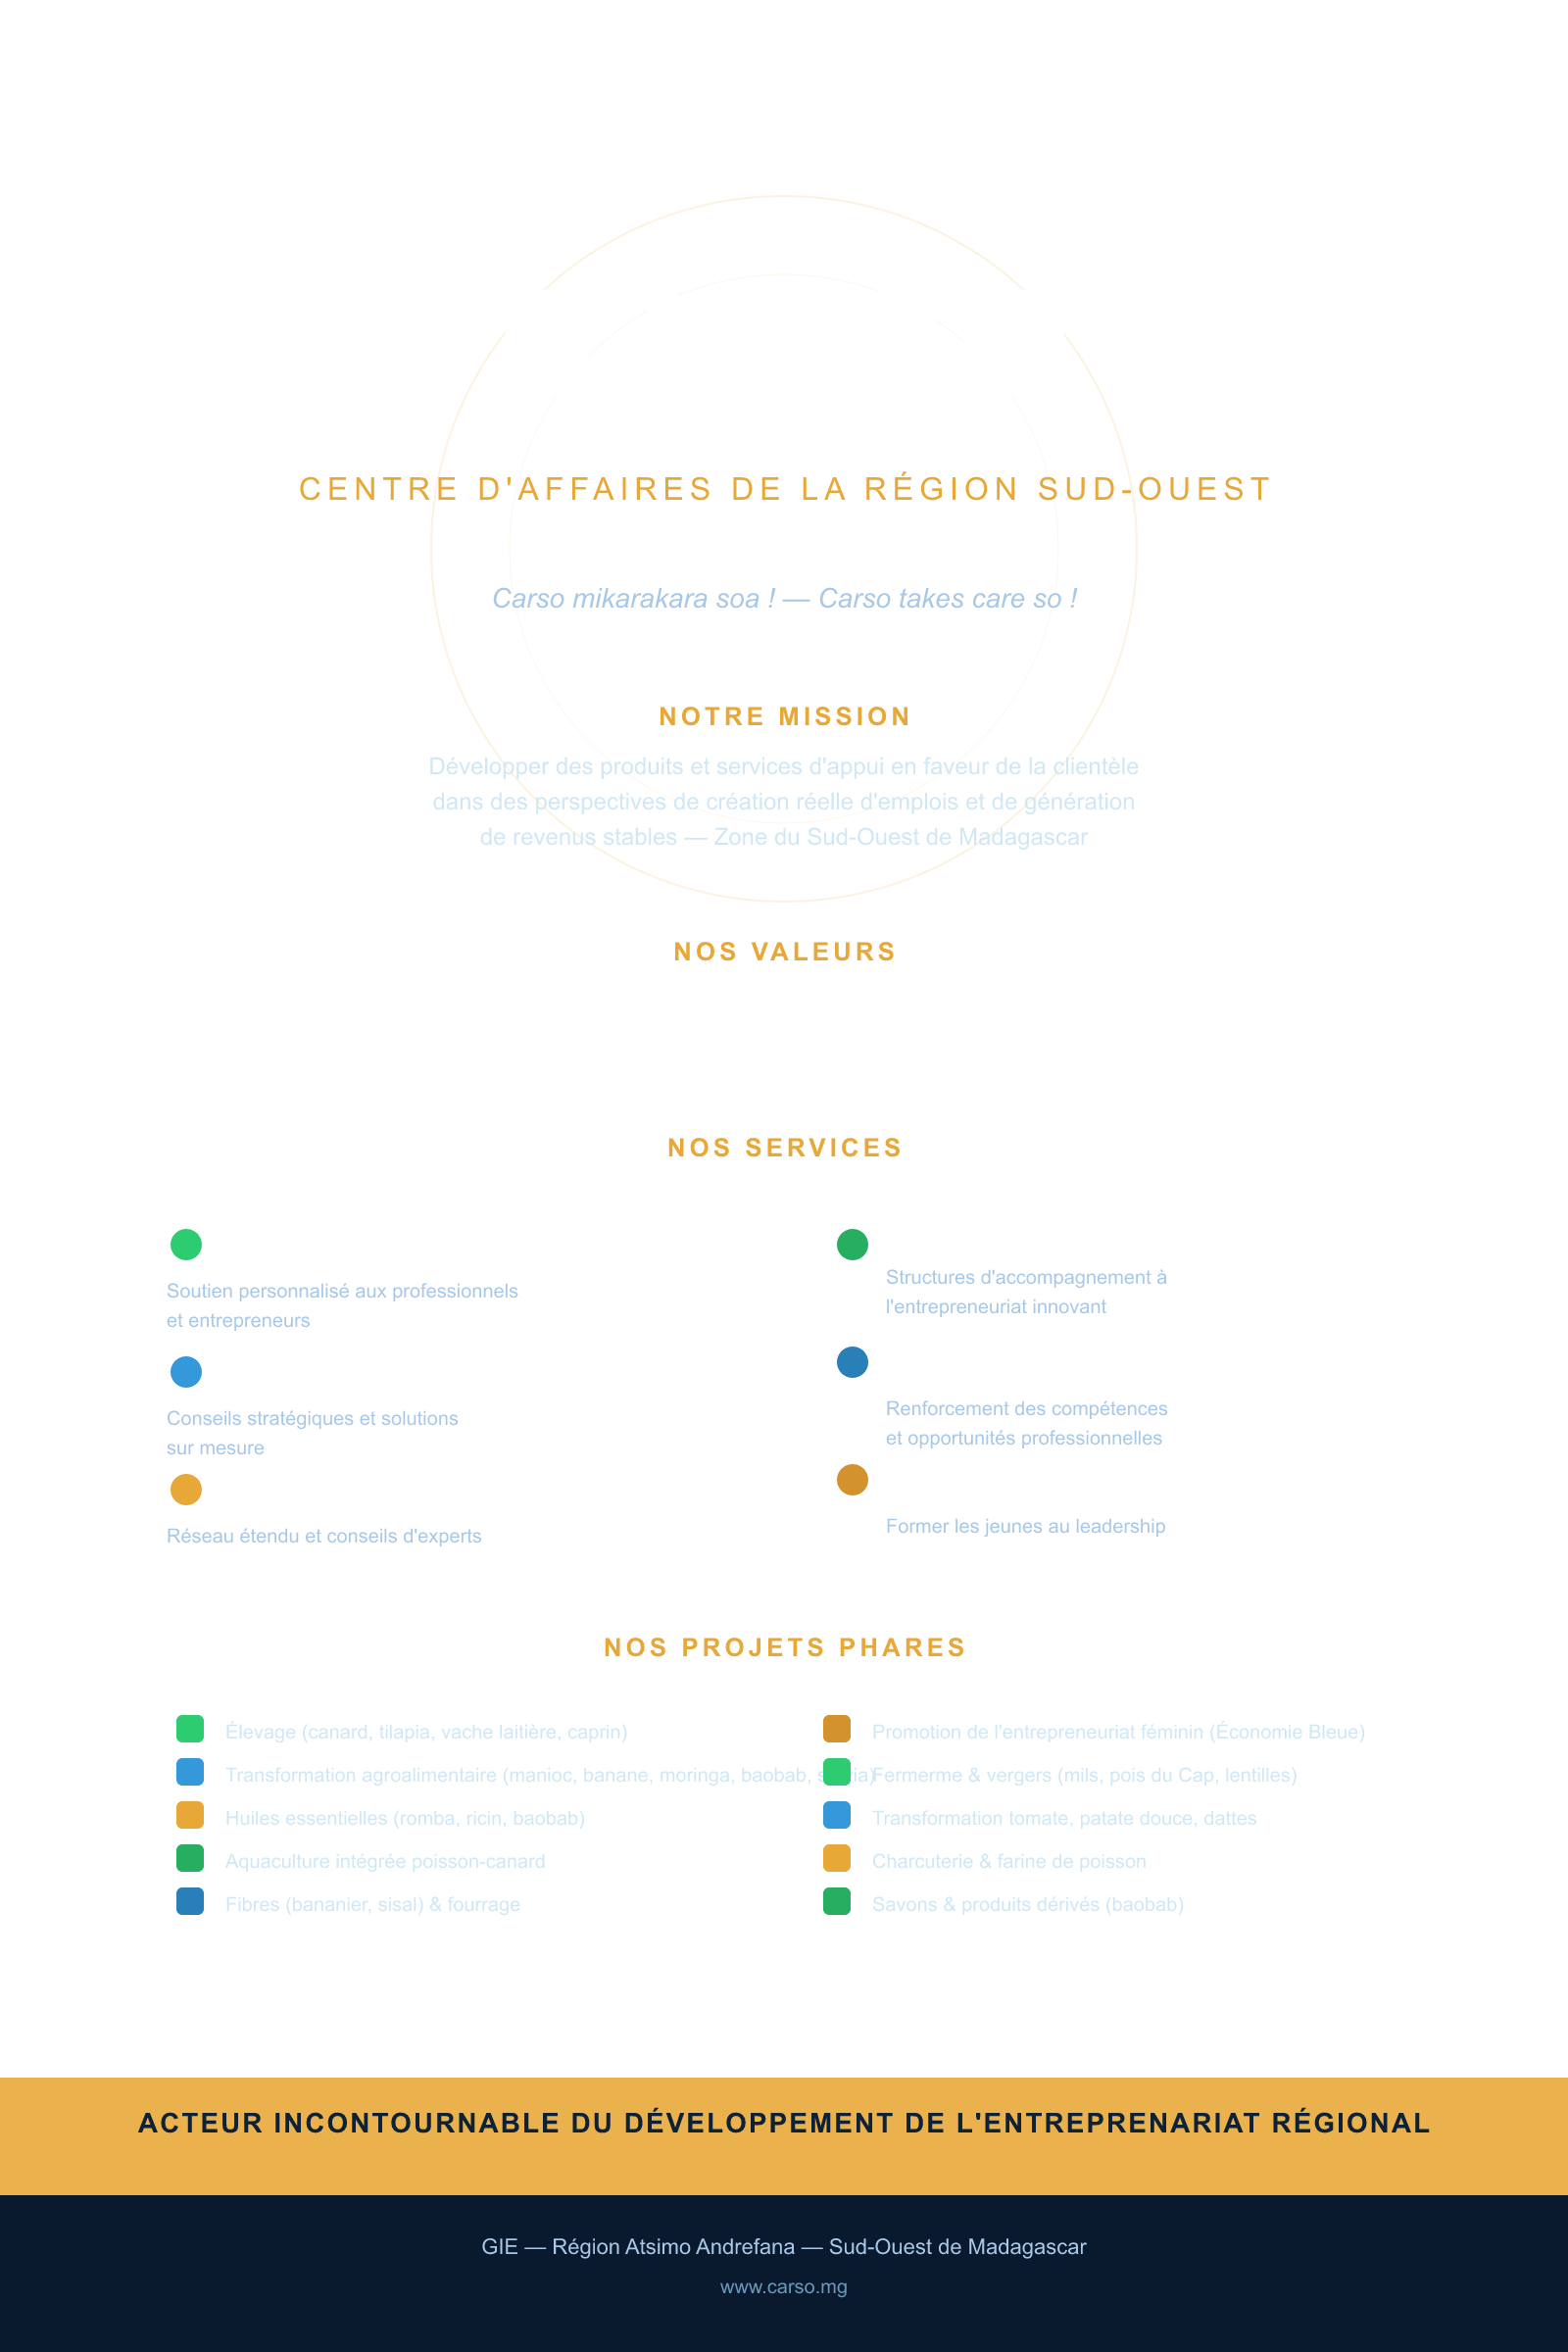 CENTRE D'AFFAIRES DE LA RÉGION SUD-OUEST
Carso mikarakara soa ! — Carso takes care so !
NOTRE MISSION
Développer des produits et services d'appui en faveur de la clientèle
dans des perspectives de création réelle d'emplois et de génération
de revenus stables — Zone du Sud-Ouest de Madagascar
NOS VALEURS
NOS SERVICES
Soutien personnalisé aux professionnels
et entrepreneurs
Conseils stratégiques et solutions
sur mesure
Réseau étendu et conseils d'experts
Structures d'accompagnement à
l'entrepreneuriat innovant
Renforcement des compétences
et opportunités professionnelles
Former les jeunes au leadership
NOS PROJETS PHARES
Élevage (canard, tilapia, vache laitière, caprin)
Transformation agroalimentaire (manioc, banane, moringa, baobab,
Huiles essentielles (romba, ricin, baobab)
Aquaculture intégrée poisson-canard
Fibres (bananier, sisal) & fourrage
Promotion de l'entrepreneuriat féminin (Économie Bleue)
Fermerme & vergers (mils, pois du Cap, lentilles)
Transformation tomate, patate douce, dattes
Charcuterie & farine de poisson
Savons & produits dérivés (baobab)
ACTEUR INCONTOURNABLE DU DÉVELOPPEMENT DE L'ENTREPRENARIAT RÉGIONAL
GIE — Région Atsimo Andrefana — Sud-Ouest de Madagascar
www.carso.mg